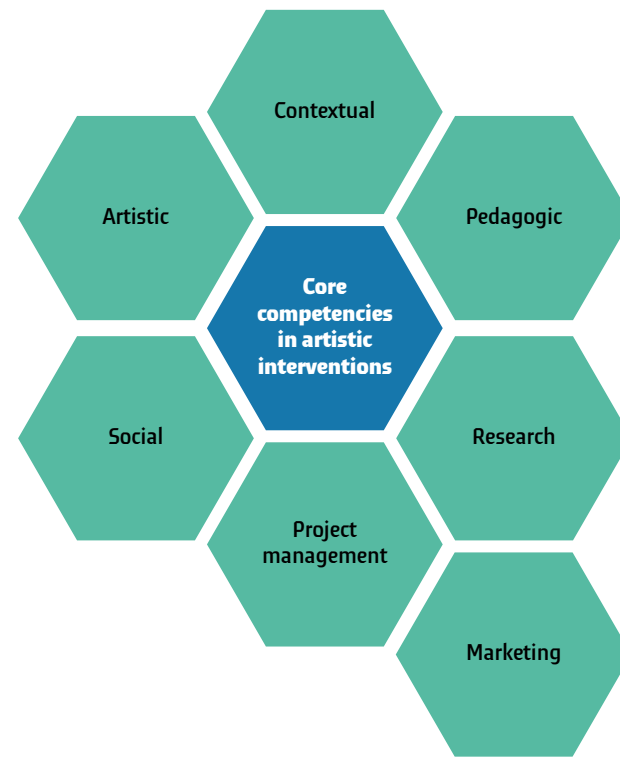 Contextual
Artistic
Pedagogic
Core
competencies
in artistic
interventions
Social
Research
Project
management
Marketing